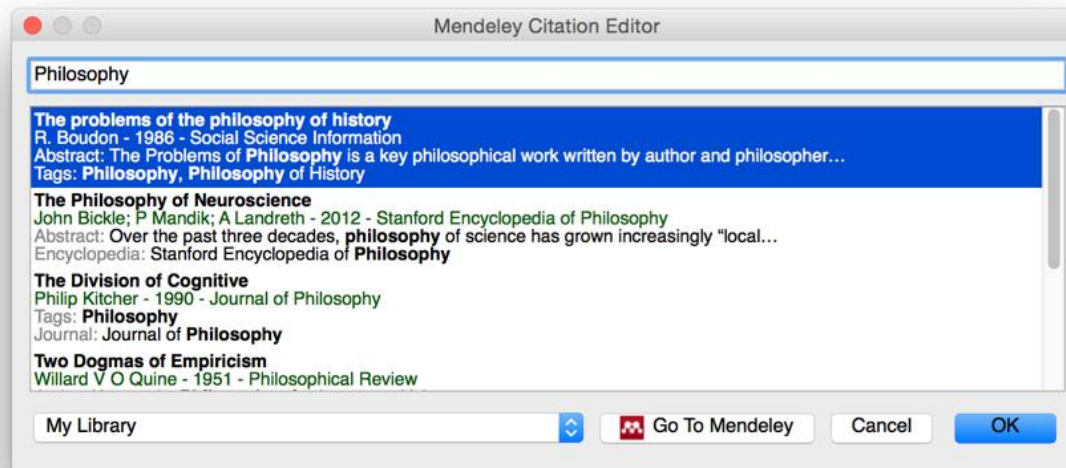 Mendeley Citation Editor
Philosophy
The problems of the philosophy of history
R. Boudon - 1986 - Social Science Information
Abstract: The Problems of Philosophy is a key philosophical work written by author and philosopher…
Tags: Philosophy, Philosophy of History
The Philosophy of Neuroscience
John Bickle; P Mandik; A Landreth - 2012 - Stanford Encyclopedia of Philosophy
Abstract: Over the past three decades, philosophy of science has grown increasingly “local…
Encyclopedia: Stanford Encyclopedia of Philosophy
The Division of Cognitive
Philip Kitcher - 1990 - Journal of Philosophy
Tags: Philosophy
Journal: Journal of Philosophy
Two Dogmas of Empiricism
Willard V O Quine - 1951 - Philosophical Review
My Library
Go To Mendeley
Cancel
OK